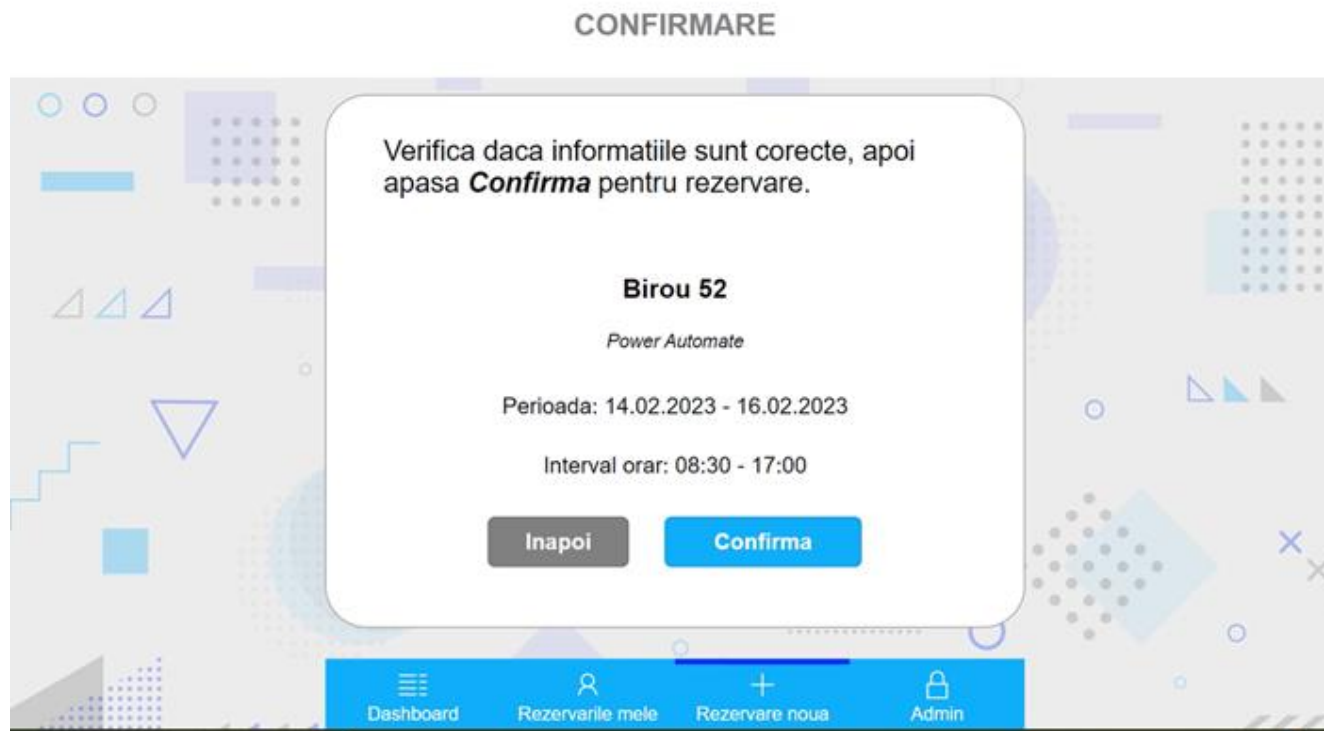 CONFIRMARE
Verifica daca informatiile sunt corecte, apoi
apasa Confirma pentru rezervare.
Birou 52
Power Automate
Perioada: 14.02.2023 - 16.02.2023
Interval orar: 08:30 - 17:00
Inapoi Confirma
Dashboard Rezervarile mele Rezervare noua Admin